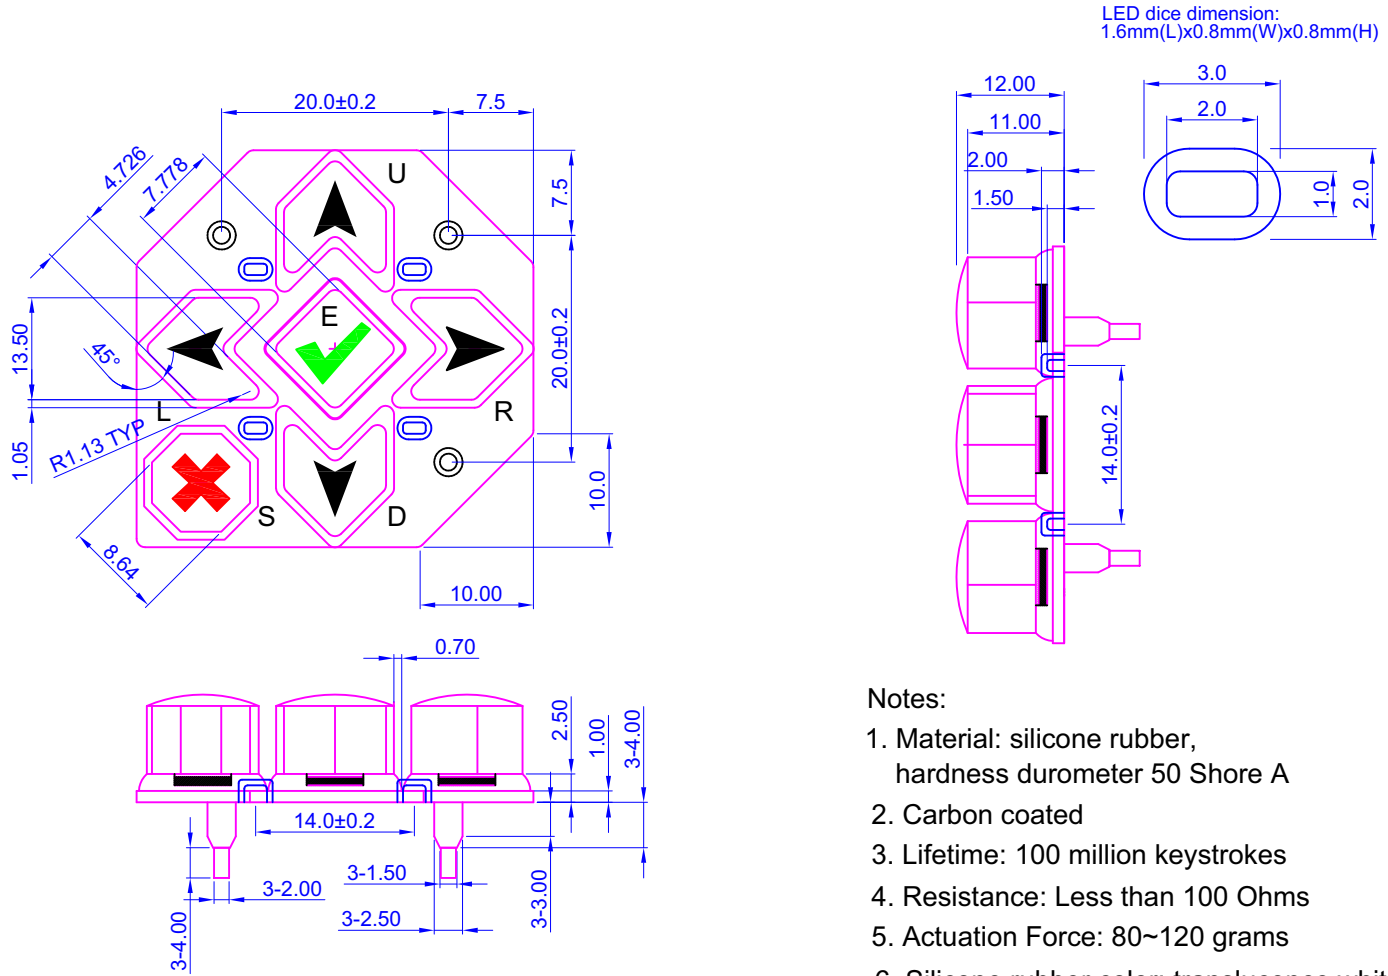 LED dice dimension:
1.6mm(L)x0.8mm(W)x0.8mm(H)
20.0±0.2
7.5
4.726
7.778
U
7.5
E
13.50
45°
20.0±0.2
L
R
1.05
R1.13 TYP
10.0
S
D
8.64
10.00
12.00
11.00
2.00
1.50
3.0
2.0
1.0
2.0
14.0±0.2
0.70
2.50
1.00
3-4.00
14.0±0.2
3-1.50
3-2.00
3-2.50
3-3.00
3-4.00
Notes:
1. Material: silicone rubber,
hardness durometer 50 Shore A
2. Carbon coated
3. Lifetime: 100 million keystrokes
4. Resistance: Less than 100 Ohms
5. Actuation Force: 80~120 grams
6. Silicone rubber color: translucence whit